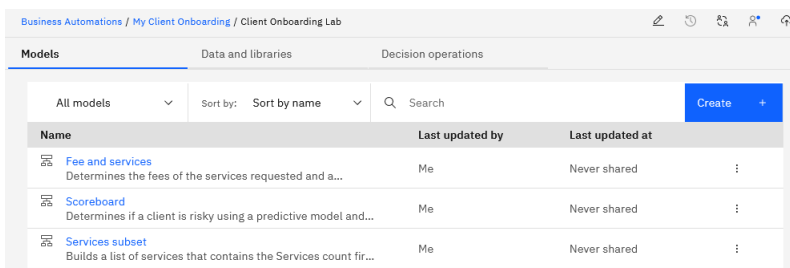 Business Automations / My Client Onboarding / Client Onboarding Lab
Models Data and libraries Decision operations
All models Sort by: Sort by name Search Create +
Name Last updated by Last updated at
Fee and services
Determines the fees of the services requested and a... Me Never shared
Scoreboard
Determines if a client is risky using a predictive model and... Me Never shared
Services subset
Builds a list of services that contains the Services count fir... Me Never shared